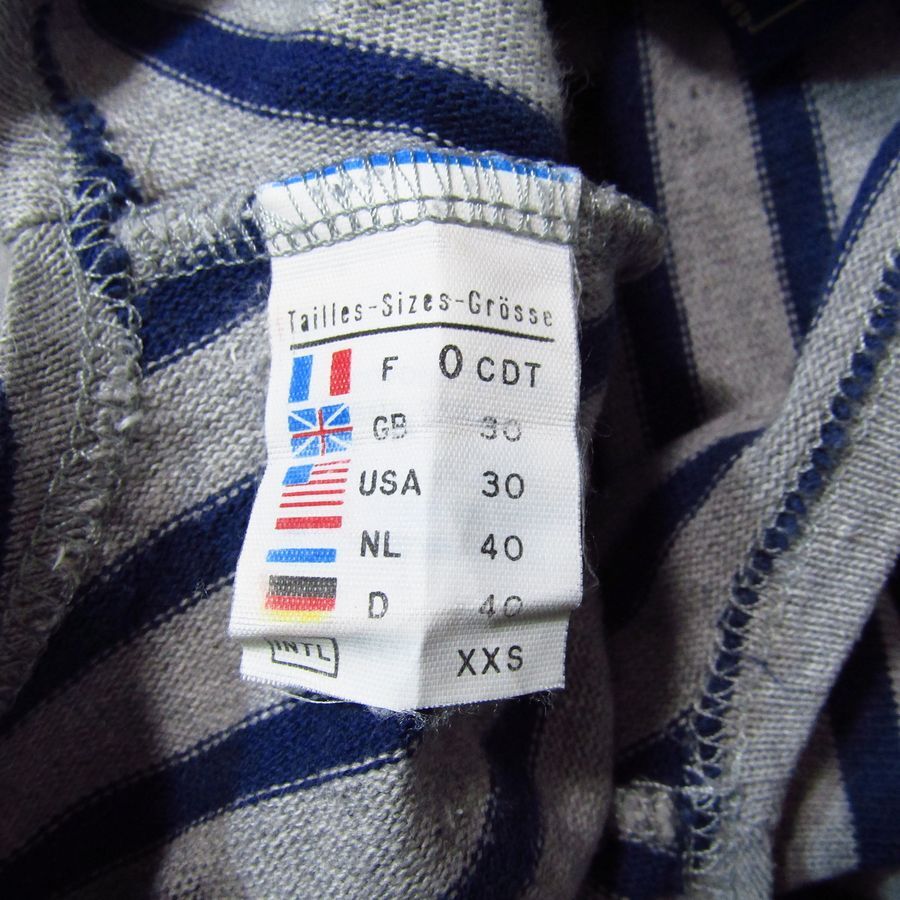 Tailles-Sizes-Grösse
F 0 CDT
GB 30
USA 30
NL 40
D 40
INTL XXS